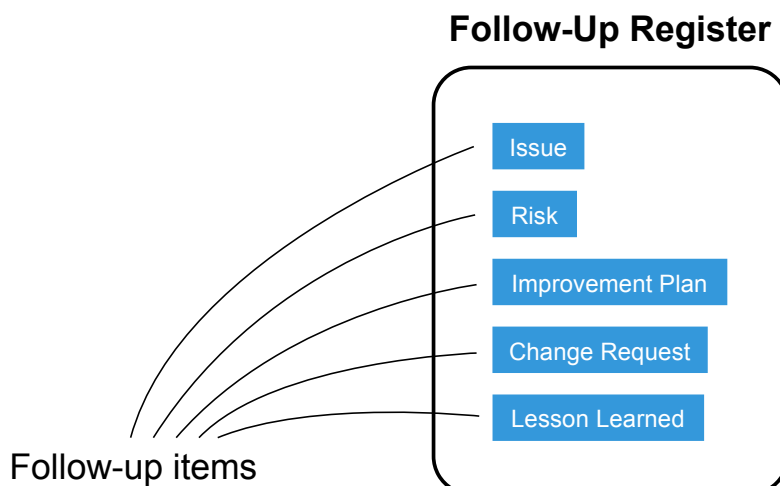 Follow-Up Register
Issue
Risk
Improvement Plan
Change Request
Lesson Learned
Follow-up items